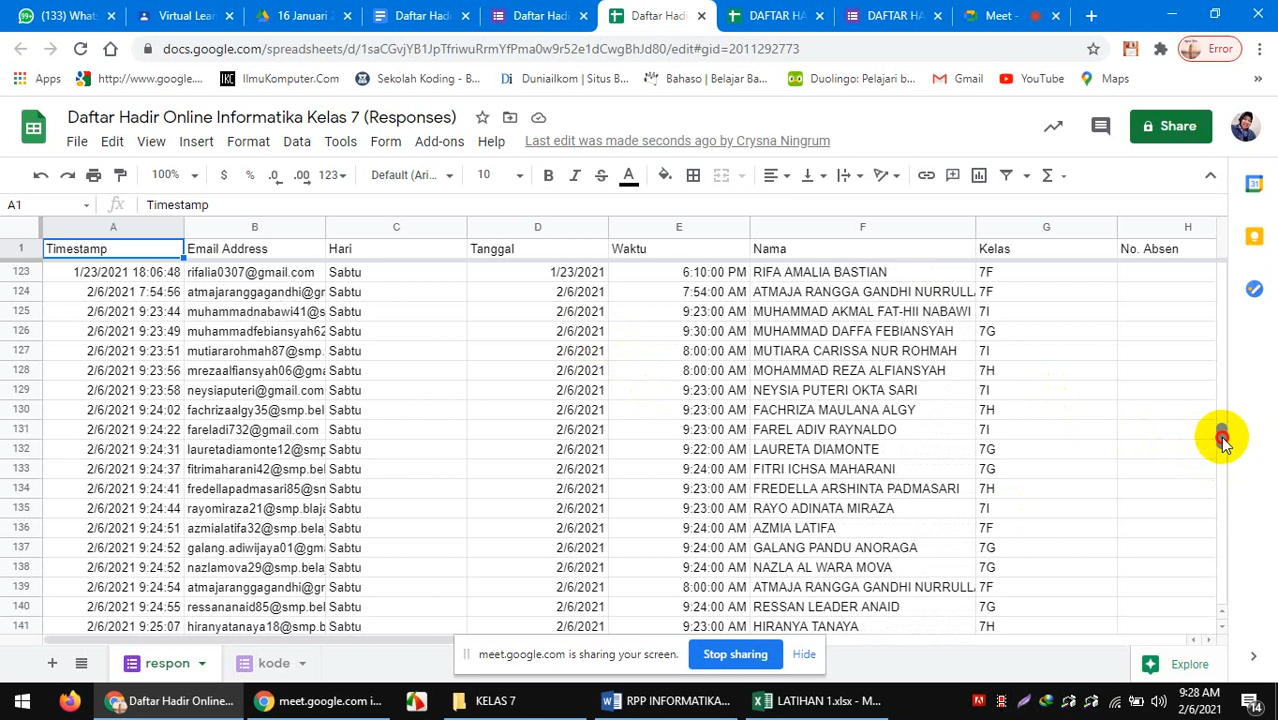 (133) Whats
Virtual Lear
16 Januari
Daftar Had
Daftar Hadi
Daftar Ha
DAFTAR HA
DAFTAR HA
Meet -
docs.google.com/spreadsheets/d/1saCGvjYB1JpTfriwuRrmYfPma0w9r52e1dCwgBhJd80/edit#gid=2011292773
Error
Apps
http://www.google....
IlmuKomputer.Com
Sekolah Koding - B...
Duniailkom | Situs B...
Bahaso | Belajar Ba...
Duolingo: Pelajari b...
Gmail
YouTube
Maps
Daftar Hadir Online Informatika Kelas 7 (Responses)
Share
File Edit View Insert Format Data Tools Form Add-ons Help Last edit was made seconds ago by Crysna Ningrum
100% $ % .0 .00 123 Default (Ari... 10 B I S A
A1 fx Timestamp
A B C D E F G H
1 Timestamp Email Address Hari Tanggal Waktu Nama Kelas No. Absen
123 1/23/2021 18:06:48 rifalia0307@gmail.com Sabtu 1/23/2021 6:10:00 PM RIFA AMALIA BASTIAN 7F
124 2/6/2021 7:54:56 atmajaranggagandhi@gr Sabtu 2/6/2021 7:54:00 AM ATMAJA RANGGA GANDHI NURRULL 7F
125 2/6/2021 9:23:44 muhammadnabawi41@s Sabtu 2/6/2021 9:23:00 AM MUHAMMAD AKMAL FAT-HII NABAWI 7I
126 2/6/2021 9:23:49 muhammadfebiansyah62 Sabtu 2/6/2021 9:30:00 AM MUHAMMAD DAFFA FEBIANSYAH 7G
127 2/6/2021 9:23:51 mutiararohmah87@smp. Sabtu 2/6/2021 8:00:00 AM MUTIARA CARISSA NUR ROHMAH 7I
128 2/6/2021 9:23:56 mrezaalfiansyah06@gma Sabtu 2/6/2021 8:00:00 AM MOHAMMAD REZA ALFIANSYAH 7H
129 2/6/2021 9:23:58 neysiaputeri@gmail.com Sabtu 2/6/2021 9:23:00 AM NEYSIA PUTERI OKTA SARI 7I
130 2/6/2021 9:24:02 fachrizaalgy35@smp.bel Sabtu 2/6/2021 9:23:00 AM FACHRIZA MAULANA ALGY 7H
131 2/6/2021 9:24:22 fareladi732@gmail.com Sabtu 2/6/2021 9:23:00 AM FAREL ADIV RAYNALDO 7I
132 2/6/2021 9:24:31 lauretadiamonte12@smp Sabtu 2/6/2021 9:22:00 AM LAURETA DIAMONTE 7G
133 2/6/2021 9:24:37 fitrimaharani42@smp.be Sabtu 2/6/2021 9:24:00 AM FITRI ICHSA MAHARANI 7G
134 2/6/2021 9:24:41 fredellapadmasari85@sn Sabtu 2/6/2021 9:23:00 AM FREDELLA ARSHINTA PADMASARI 7H
135 2/6/2021 9:24:44 rayomiraza21@blaja Sabtu 2/6/2021 9:23:00 AM RAYO ADINATA MIRAZA 7I
136 2/6/2021 9:24:51 azmialatifa32@smp.bela Sabtu 2/6/2021 9:24:00 AM AZMIA LATIFA 7F
137 2/6/2021 9:24:52 galang.adiwijaya01@gm Sabtu 2/6/2021 9:24:00 AM GALANG PANDU ANORAGA 7G
138 2/6/2021 9:24:52 nazlamova29@smp.bela Sabtu 2/6/2021 9:24:00 AM NAZLA AL WARA MOVA 7G
139 2/6/2021 9:24:54 atmajaranggagandhi@gr Sabtu 2/6/2021 8:00:00 AM ATMAJA RANGGA GANDHI NURRULL 7F
140 2/6/2021 9:24:55 ressananaid85@smp.bel Sabtu 2/6/2021 9:24:00 AM RESSAN LEADER ANAID 7G
141 2/6/2021 9:25:07 hiranyatanaya18@smp.b Sabtu 2/6/2021 9:23:00 AM HIRANYA TANAYA 7H
respon kode
meet.google.com is sharing your screen. Stop sharing Hide
Explore
Daftar Hadir Online...
meet.google.com i...
KELAS 7
RPP INFORMATIKA...
LATIHAN 1.xlsx - M...
9:28 AM
2/6/2021
14